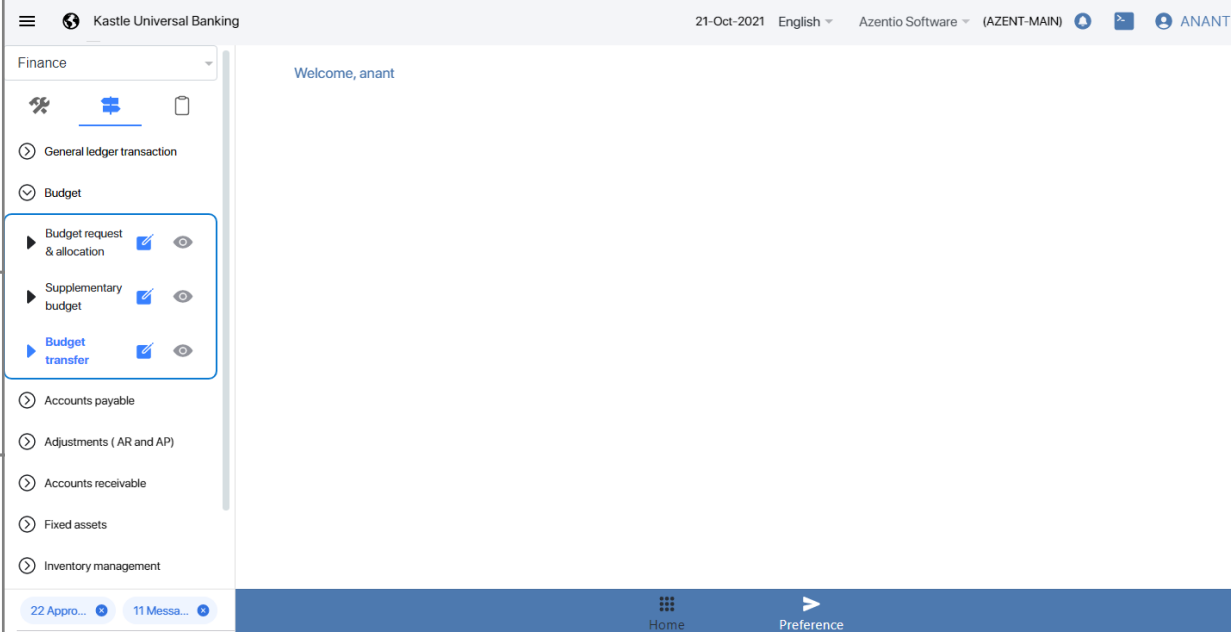 Kastle Universal Banking
21-Oct-2021 English Azentio Software (AZENT-MAIN) ANANT
Finance
Welcome, anant
General ledger transaction
Budget
Budget request
& allocation
Supplementary
budget
Budget
transfer
Accounts payable
Adjustments ( AR and AP)
Accounts receivable
Fixed assets
Inventory management
22 Appro... 11 Messa...
Home
Preference